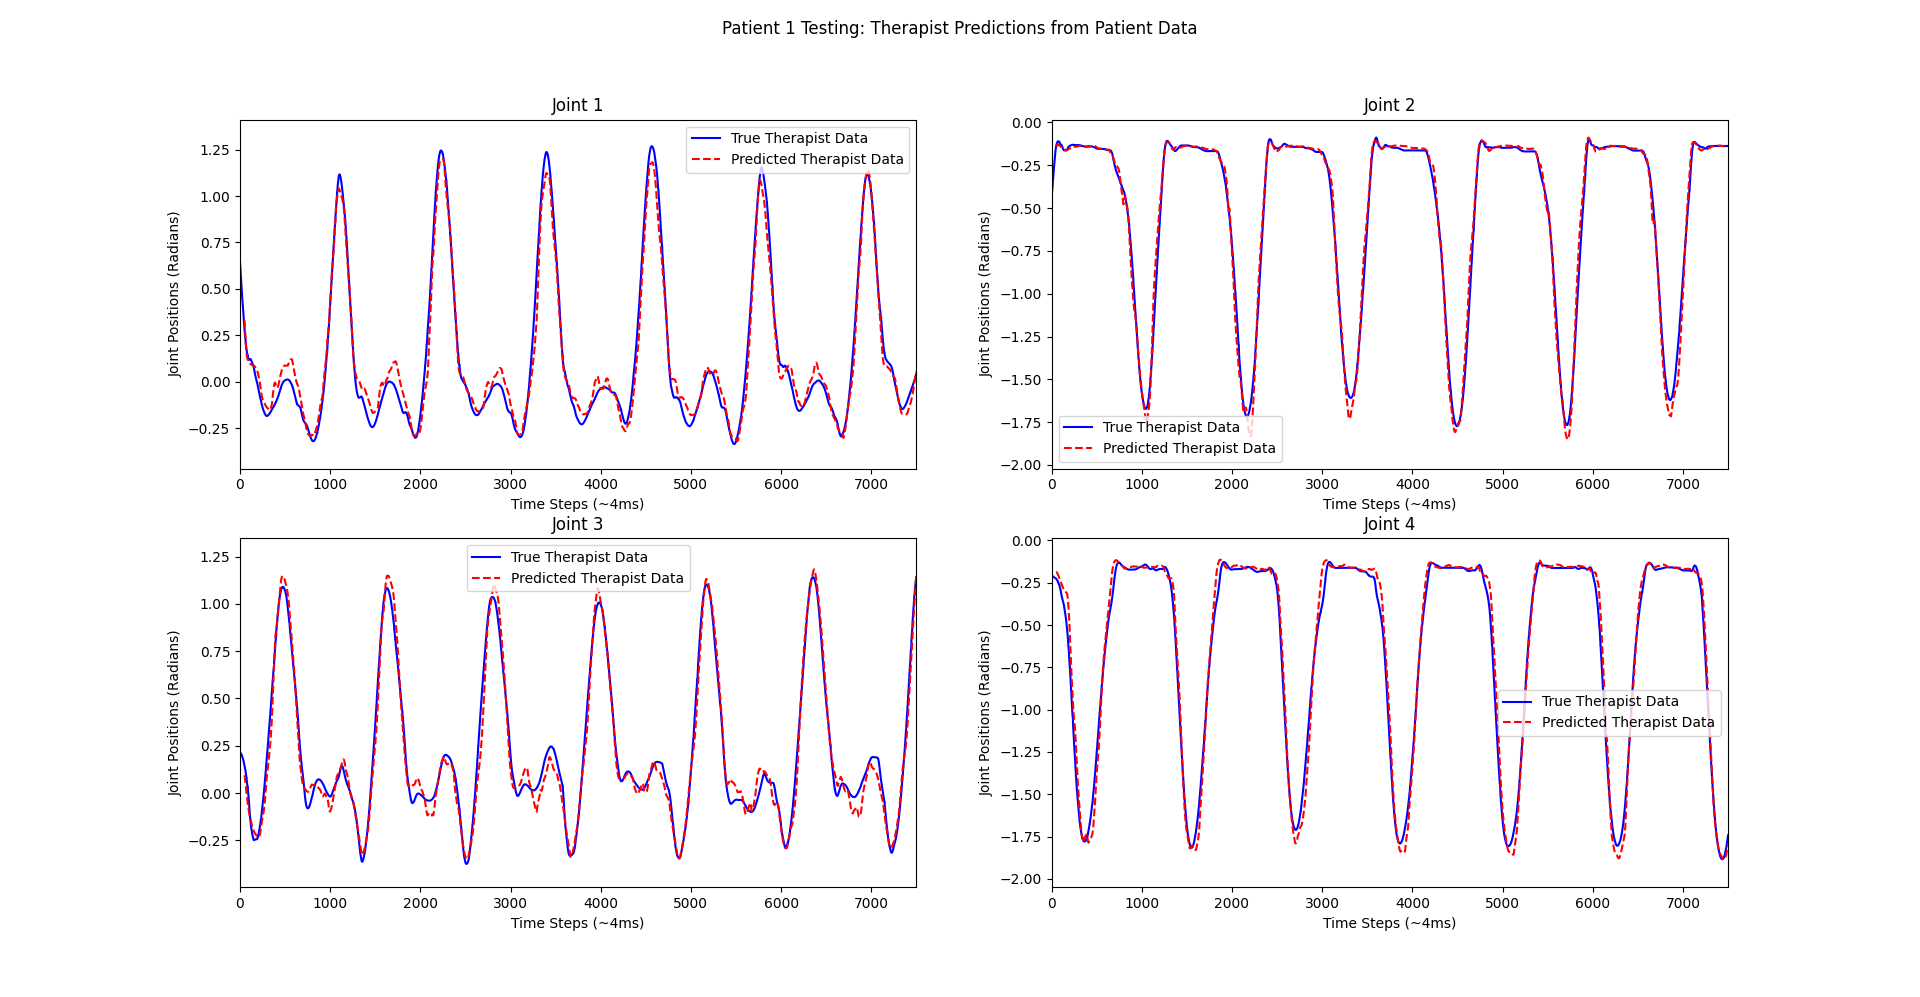 Patient 1 Testing: Therapist Predictions from Patient Data
Joint 1
Joint Positions (Radians)
1.25
1.00
0.75
0.50
0.25
0.00
−0.25
True Therapist Data
Predicted Therapist Data
0 1000 2000 3000 4000 5000 6000 7000
Time Steps (~4ms)
Joint 2
Joint Positions (Radians)
0.00
−0.25
−0.50
−0.75
−1.00
−1.25
−1.50
−1.75
−2.00
True Therapist Data
Predicted Therapist Data
0 1000 2000 3000 4000 5000 6000 7000
Time Steps (~4ms)
Joint 3
Joint Positions (Radians)
1.25
1.00
0.75
0.50
0.25
0.00
−0.25
True Therapist Data
Predicted Therapist Data
0 1000 2000 3000 4000 5000 6000 7000
Time Steps (~4ms)
Joint 4
Joint Positions (Radians)
0.00
−0.25
−0.50
−0.75
−1.00
−1.25
−1.50
−1.75
−2.00
True Therapist Data
Predicted Therapist Data
0 1000 2000 3000 4000 5000 6000 7000
Time Steps (~4ms)